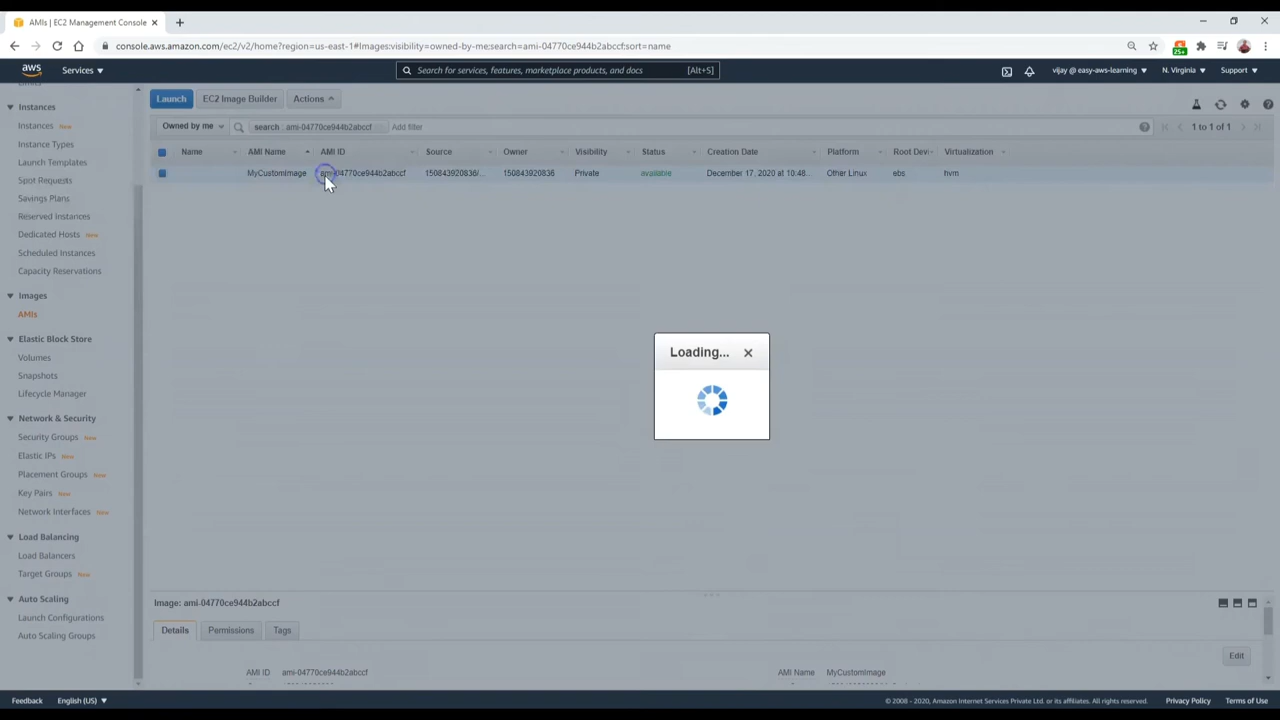 AMIs | EC2 Management Console
console.aws.amazon.com/ec2/v2/home?region=us-east-1#Images:visibility=owned-by-me;search=ami-04770ce944b2abccf;sort=name
25+
aws Services Search for services, features, marketplace products, and docs [Alt+S] vijay @ easy-aws-learning N. Virginia Support
Limits
Instances
Instances New
Instance Types
Launch Templates
Spot Requests
Savings Plans
Reserved Instances
Dedicated Hosts New
Scheduled Instances
Capacity Reservations
Images
AMIs
Elastic Block Store
Volumes
Snapshots
Lifecycle Manager
Network & Security
Security Groups New
Elastic IPs New
Placement Groups New
Key Pairs New
Network Interfaces New
Load Balancing
Load Balancers
Target Groups New
Auto Scaling
Launch Configurations
Auto Scaling Groups
Launch EC2 Image Builder Actions
Owned by me search : ami-04770ce944b2abccf Add filter 1 to 1 of 1
Name AMI Name AMI ID Source Owner Visibility Status Creation Date Platform Root Devi Virtualization
MyCustomImage ami-04770ce944b2abccf 150843920836/... 150843920836 Private available December 17, 2020 at 10:48... Other Linux ebs hvm
Loading...
Image: ami-04770ce944b2abccf
Details Permissions Tags
Edit
AMI ID ami-04770ce944b2abccf AMI Name MyCustomImage
Feedback English (US) © 2008 - 2020, Amazon Internet Services Private Ltd. or its affiliates. All rights reserved. Privacy Policy Terms of Use